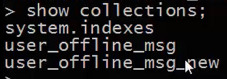 > show collections;
system.indexes
user_offline_msg
user_offline_msg_new
>